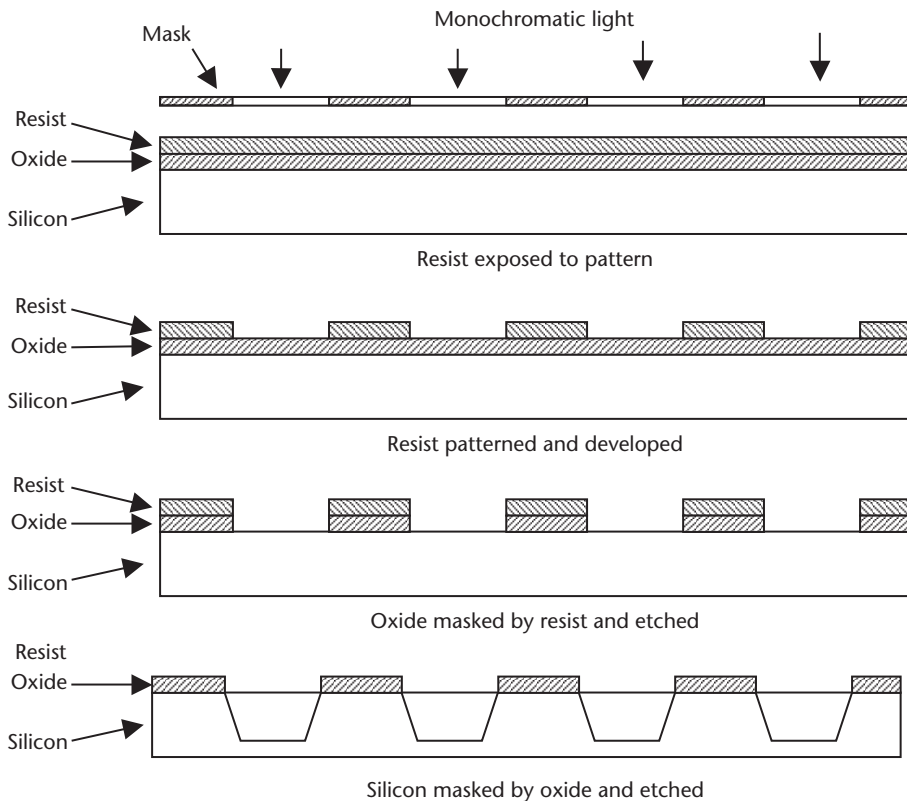 Monochromatic light
Mask
Resist
Oxide
Silicon
Resist exposed to pattern
Resist
Oxide
Silicon
Resist patterned and developed
Resist
Oxide
Silicon
Oxide masked by resist and etched
Resist
Oxide
Silicon
Silicon masked by oxide and etched